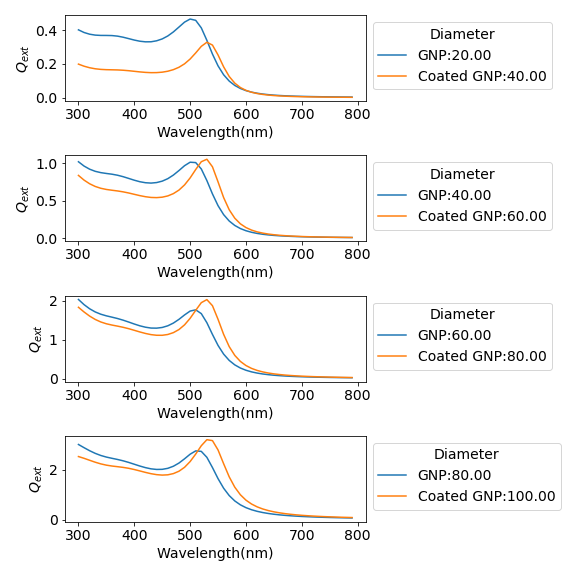 Diameter
0.4
GNP:20.00
Q_ext
0.2
Coated GNP:40.00
0.0
300 400 500 600 700 800
Wavelength(nm)
Diameter
1.0
GNP:40.00
Q_ext
0.5
Coated GNP:60.00
0.0
300 400 500 600 700 800
Wavelength(nm)
Diameter
2
GNP:60.00
Q_ext
1
Coated GNP:80.00
0
300 400 500 600 700 800
Wavelength(nm)
Diameter
2
GNP:80.00
Q_ext
Coated GNP:100.00
0
300 400 500 600 700 800
Wavelength(nm)